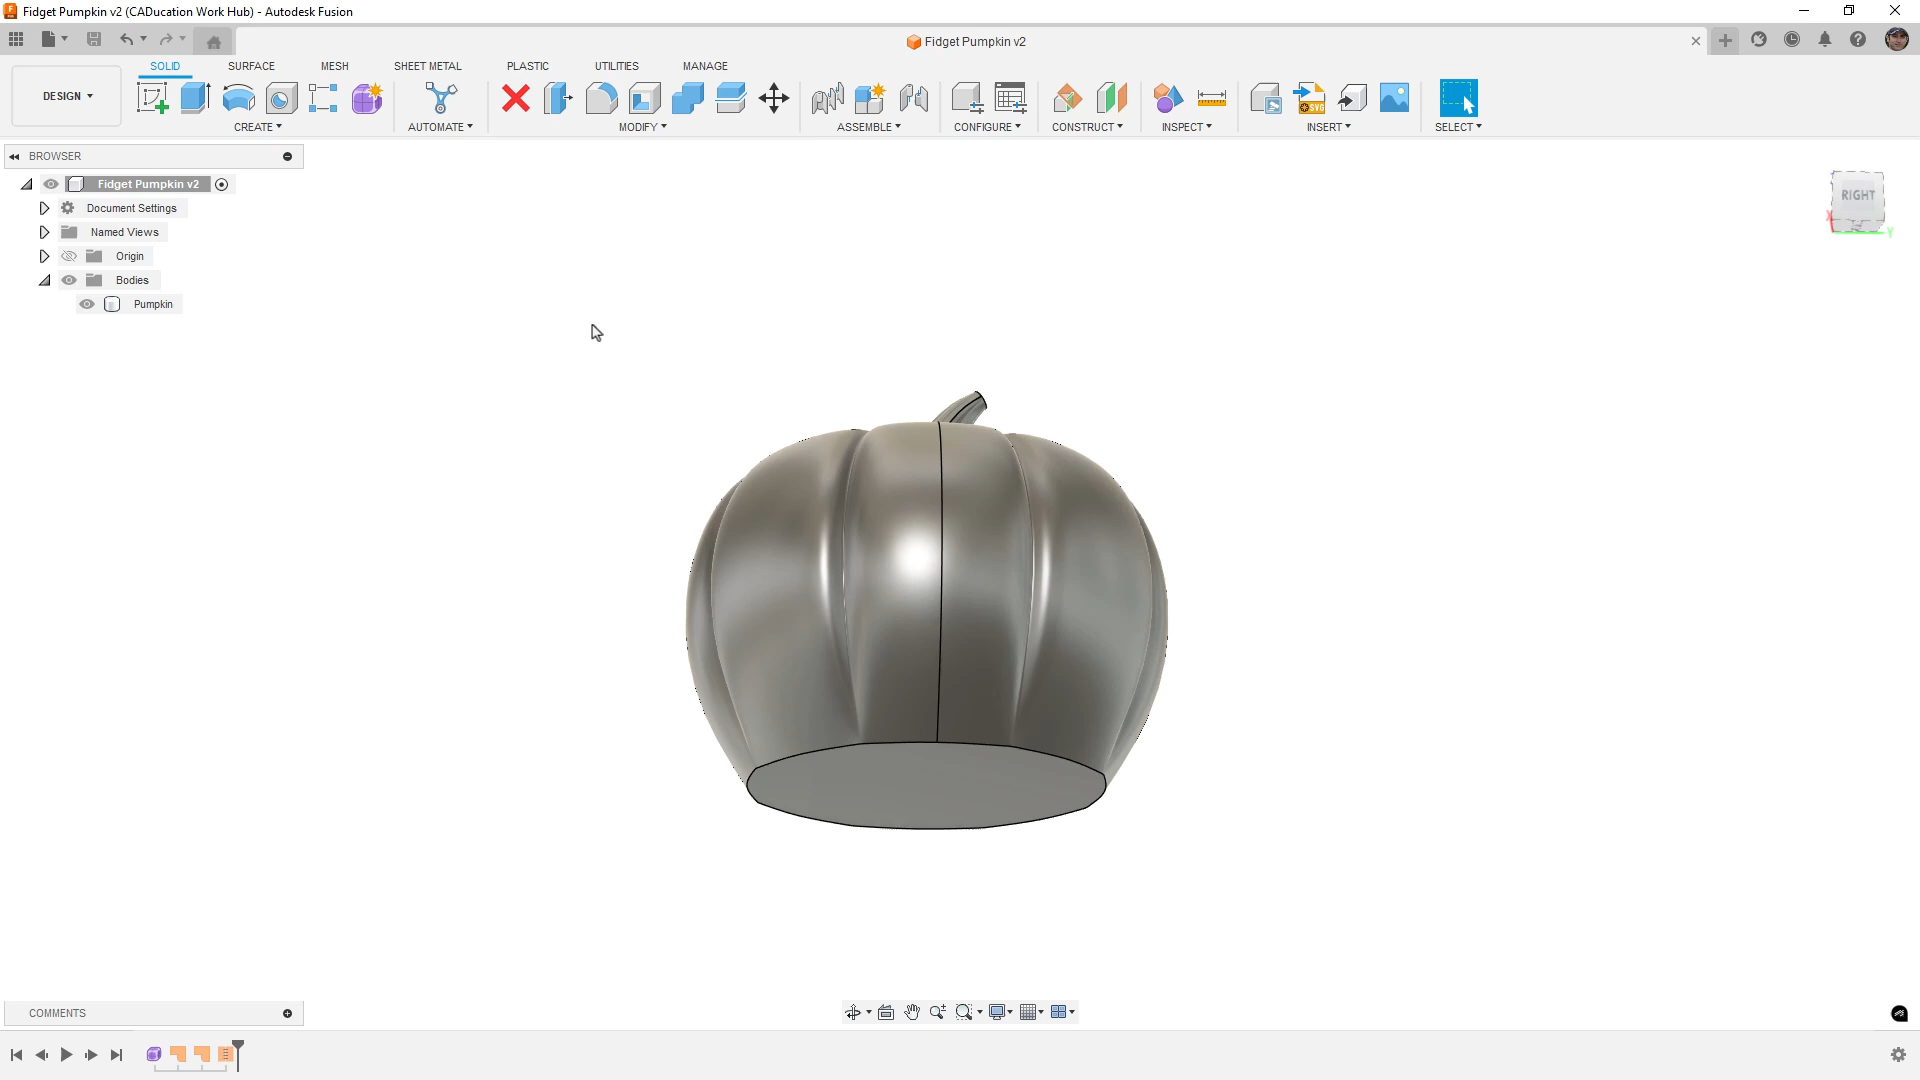 Fidget Pumpkin v2 (CADucation Work Hub) - Autodesk Fusion
Fidget Pumpkin v2
SOLID SURFACE MESH SHEET METAL PLASTIC UTILITIES MANAGE
DESIGN
CREATE AUTOMATE MODIFY ASSEMBLE CONFIGURE CONSTRUCT INSPECT INSERT SELECT
SVG
BROWSER
Fidget Pumpkin v2
Document Settings
Named Views
Origin
Bodies
Pumpkin
RIGHT
X
Y
COMMENTS